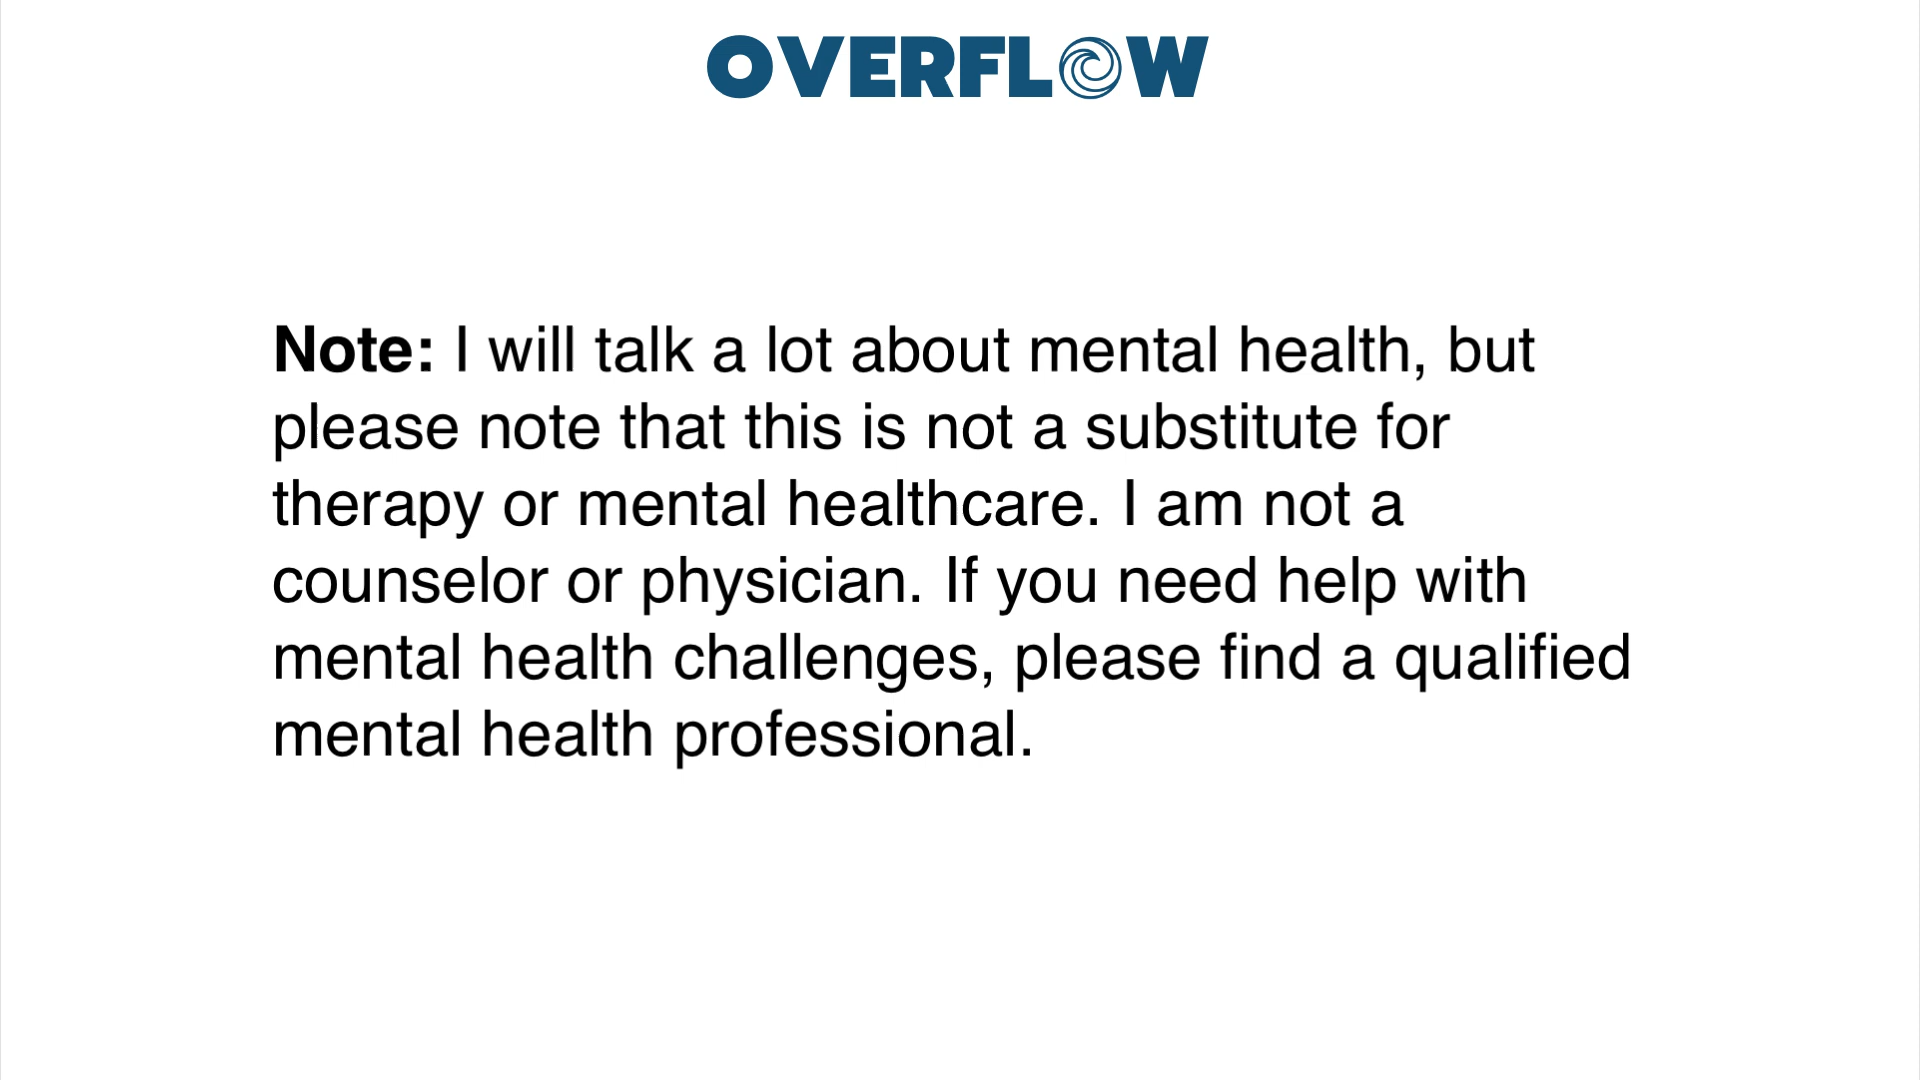 OVERFLOW
Note: I will talk a lot about mental health, but
please note that this is not a substitute for
therapy or mental healthcare. I am not a
counselor or physician. If you need help with
mental health challenges, please find a qualified
mental health professional.